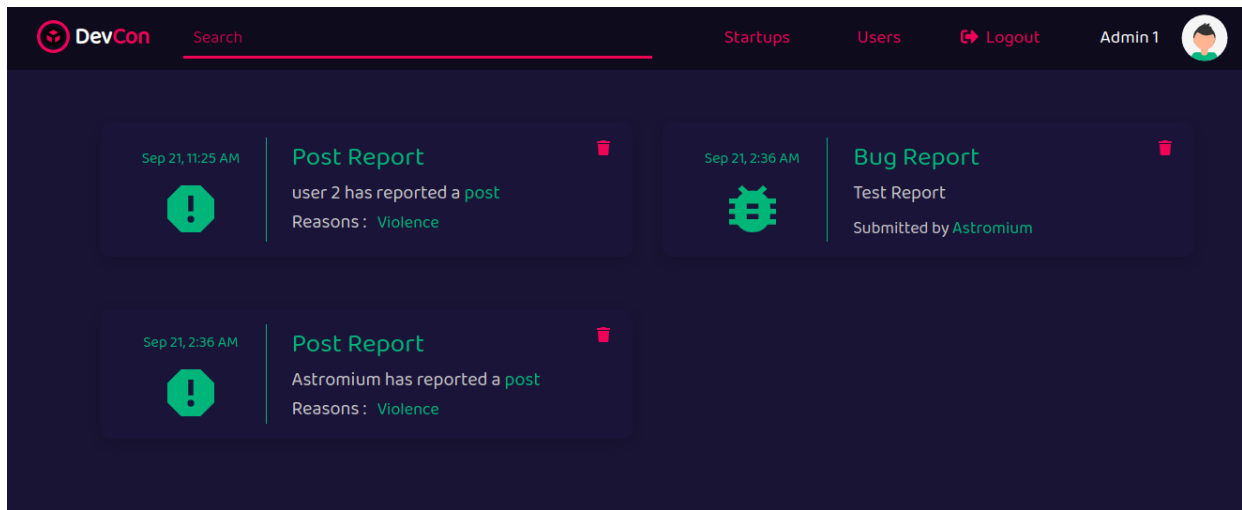 DevCon Search Startups Users Logout Admin 1
Sep 21, 11:25 AM
Post Report
user 2 has reported a post
Reasons : Violence
Sep 21, 2:36 AM
Bug Report
Test Report
Submitted by Astromium
Sep 21, 2:36 AM
Post Report
Astromium has reported a post
Reasons : Violence